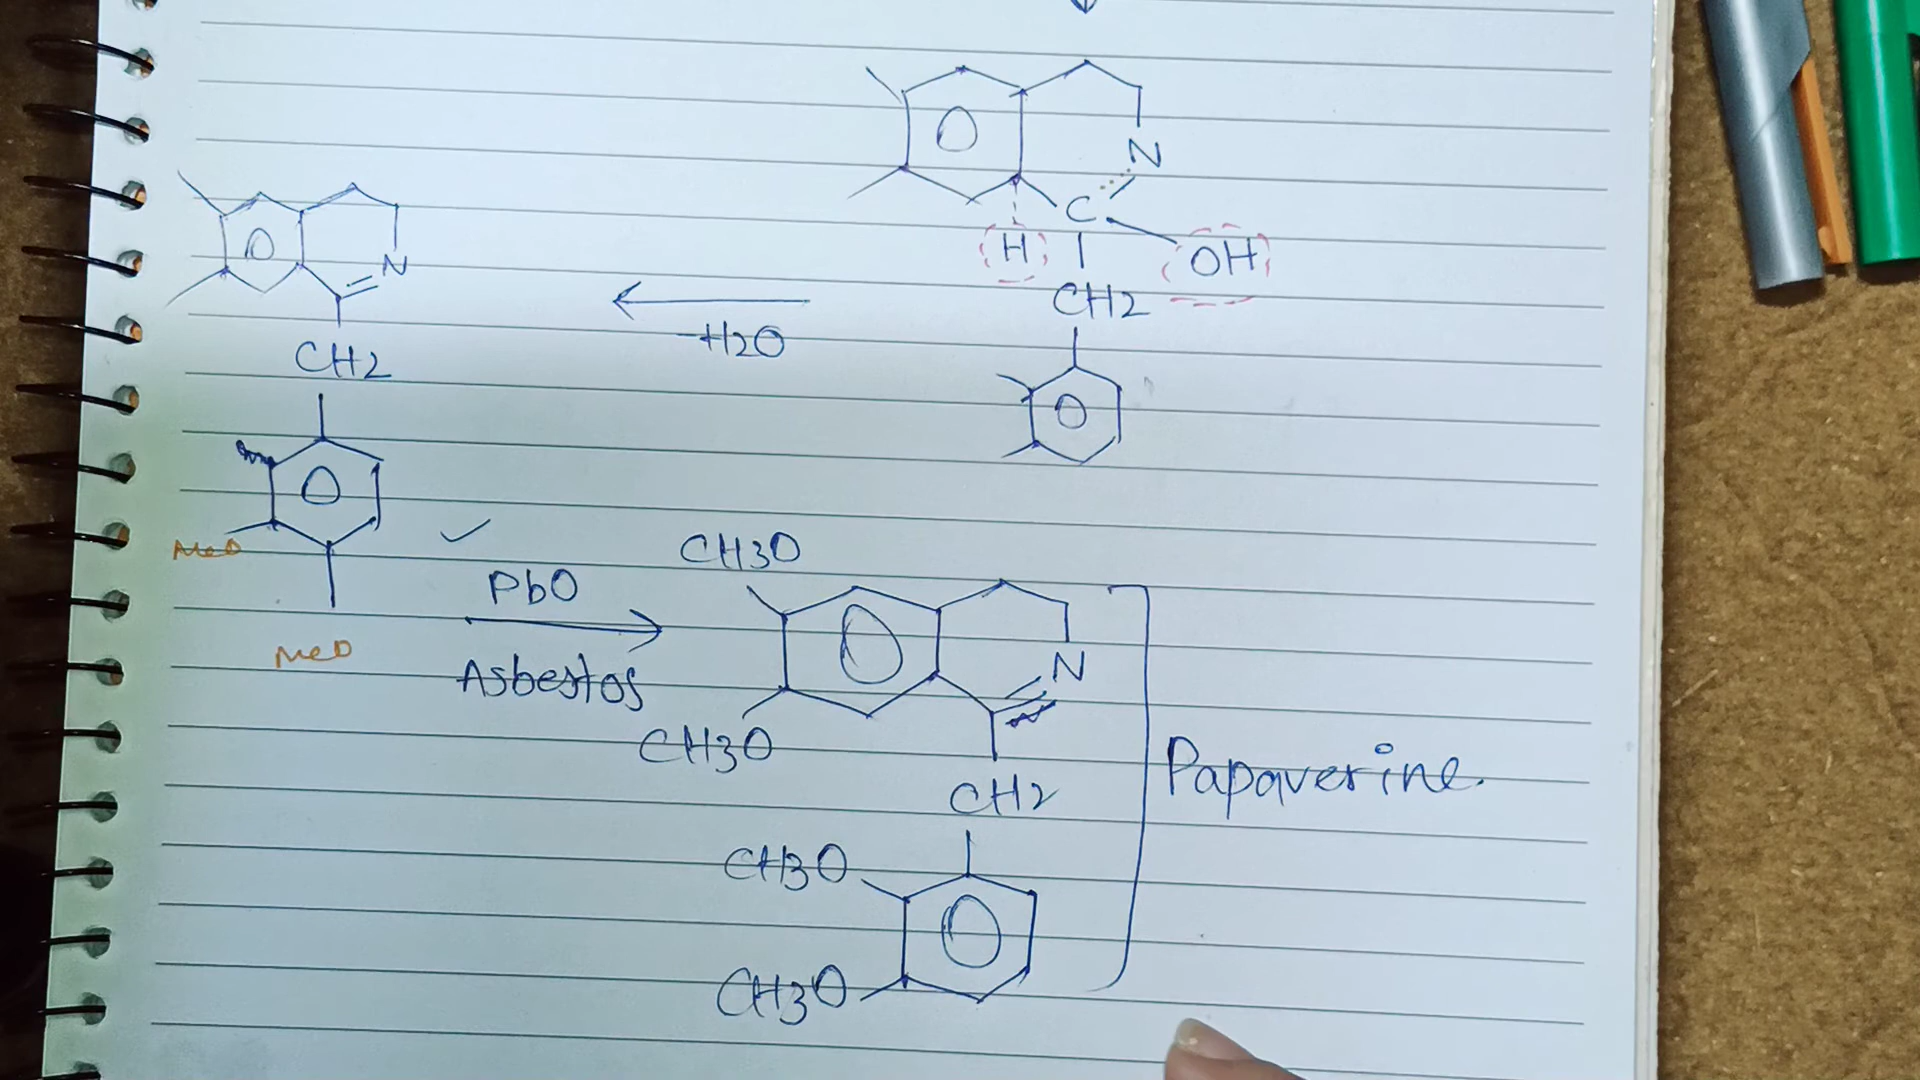 N
C
H
OH
CH2
-H2O
N
CH2
MeO
MeO
PbO
Asbestos
CH3O
N
CH3O
CH2
CH3O
CH3O
Papaverine.